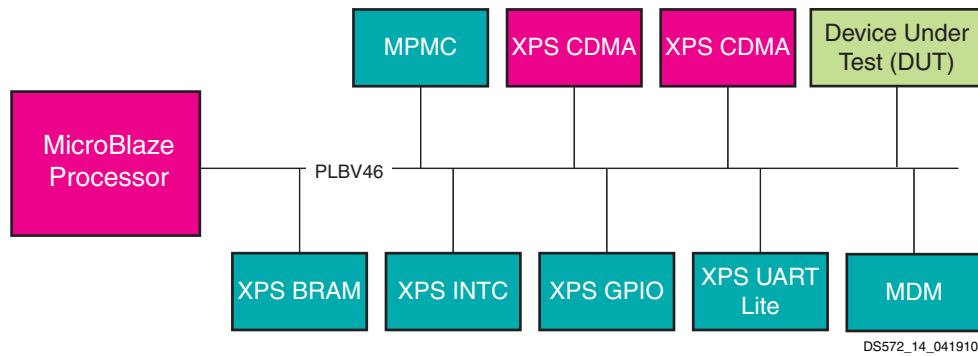 MPMC
XPS CDMA
XPS CDMA
Device Under
Test (DUT)
MicroBlaze
Processor
PLBV46
XPS BRAM
XPS INTC
XPS GPIO
XPS UART
Lite
MDM
DS572_14_041910